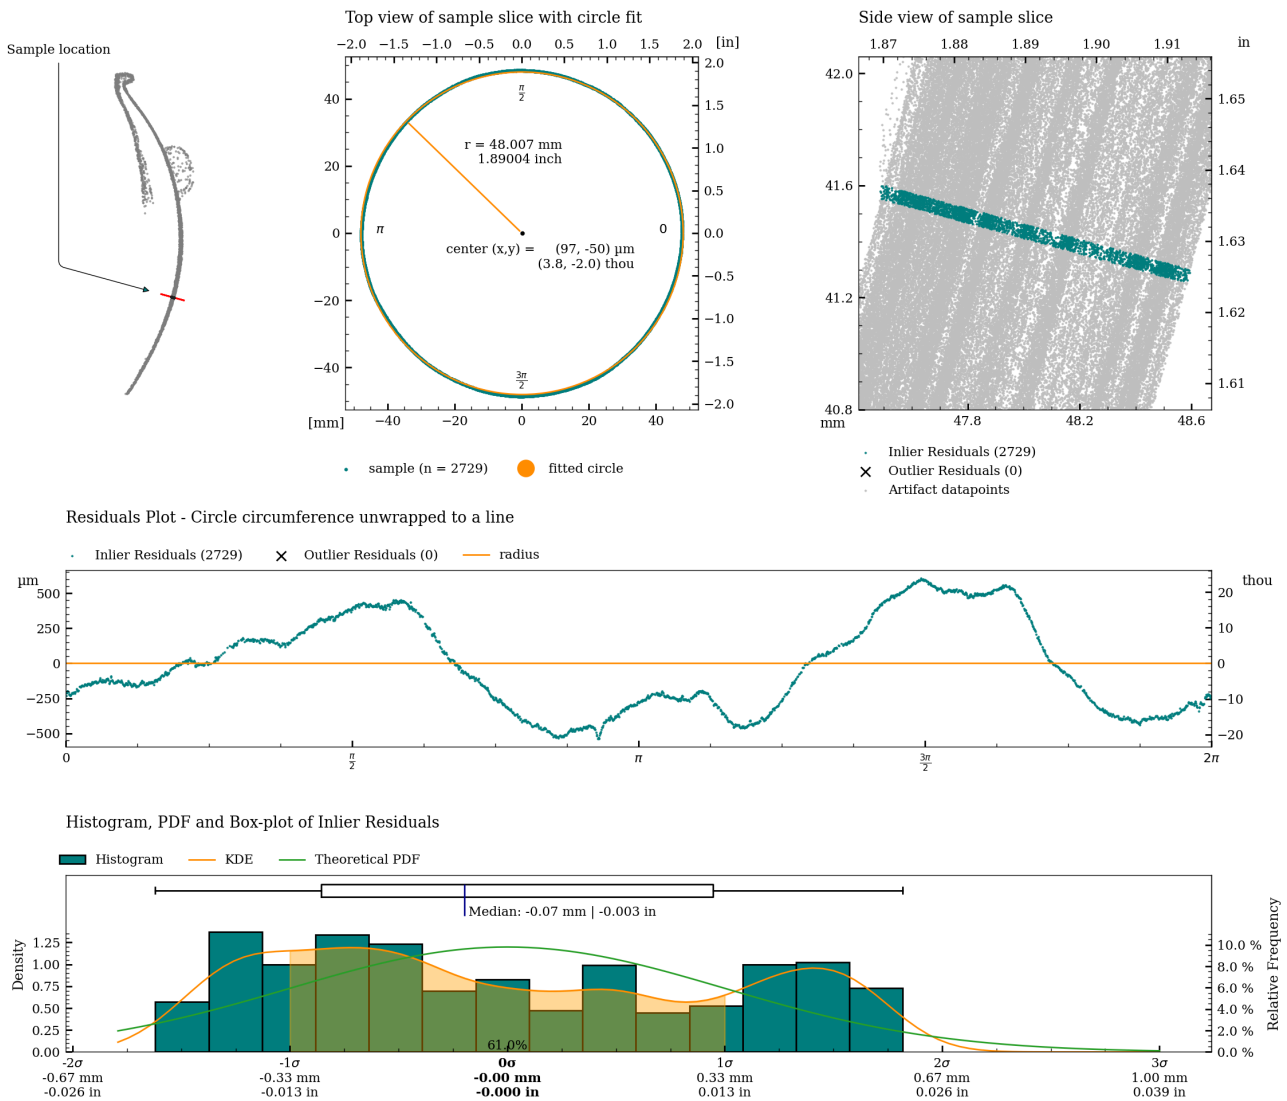 Sample location
Top view of sample slice with circle fit
−2.0 −1.5 −1.0 −0.5 0.0 0.5 1.0 1.5 2.0 [in]
40
20
0
−20
−40
[mm]
−40 −20 0 20 40
2.0
1.5
1.0
0.5
0.0
−0.5
−1.0
−1.5
−2.0
π/2
r = 48.007 mm
1.89004 inch
π
0
center (x,y) = (97, -50) µm
(3.8, -2.0) thou
3π/2
sample (n = 2729) fitted circle
Side view of sample slice
1.87 1.88 1.89 1.90 1.91 in
42.0
41.6
41.2
40.8
mm
47.8 48.2 48.6
1.65
1.64
1.63
1.62
1.61
Inlier Residuals (2729)
Outlier Residuals (0)
Artifact datapoints
Residuals Plot - Circle circumference unwrapped to a line
Inlier Residuals (2729) Outlier Residuals (0) radius
µm
500
250
0
−250
−500
thou
20
10
0
−10
−20
0 π/2 π 3π/2 2π
Histogram, PDF and Box-plot of Inlier Residuals
Histogram KDE Theoretical PDF
Median: -0.07 mm | -0.003 in
Density
1.25
1.00
0.75
0.50
0.25
0.00
Relative Frequency
10.0 %
8.0 %
6.0 %
4.0 %
2.0 %
0.0 %
61.0%
-2σ -1σ 0σ 1σ 2σ 3σ
-0.67 mm -0.33 mm -0.00 mm 0.33 mm 0.67 mm 1.00 mm
-0.026 in -0.013 in -0.000 in 0.013 in 0.026 in 0.039 in